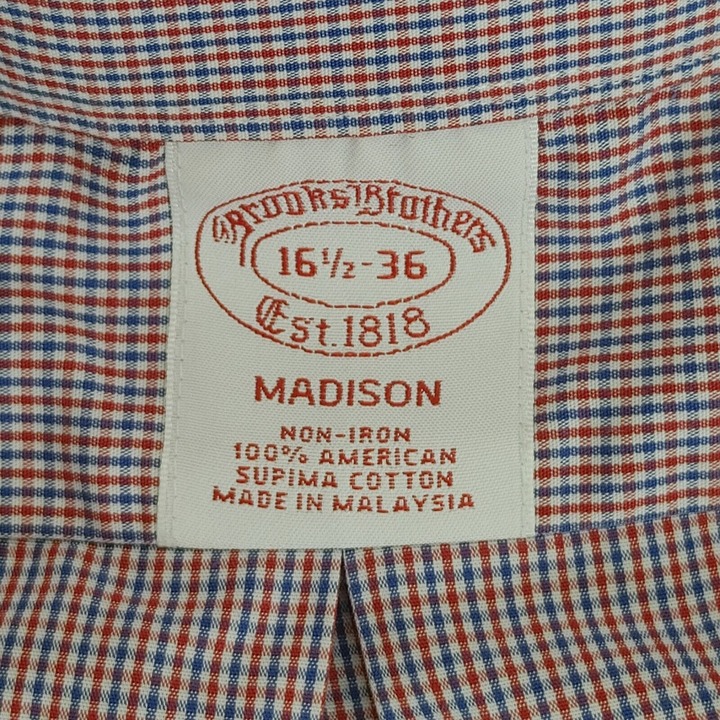 Brooks Brothers
16½-36
Est. 1818
MADISON
NON-IRON
100% AMERICAN
SUPIMA COTTON
MADE IN MALAYSIA